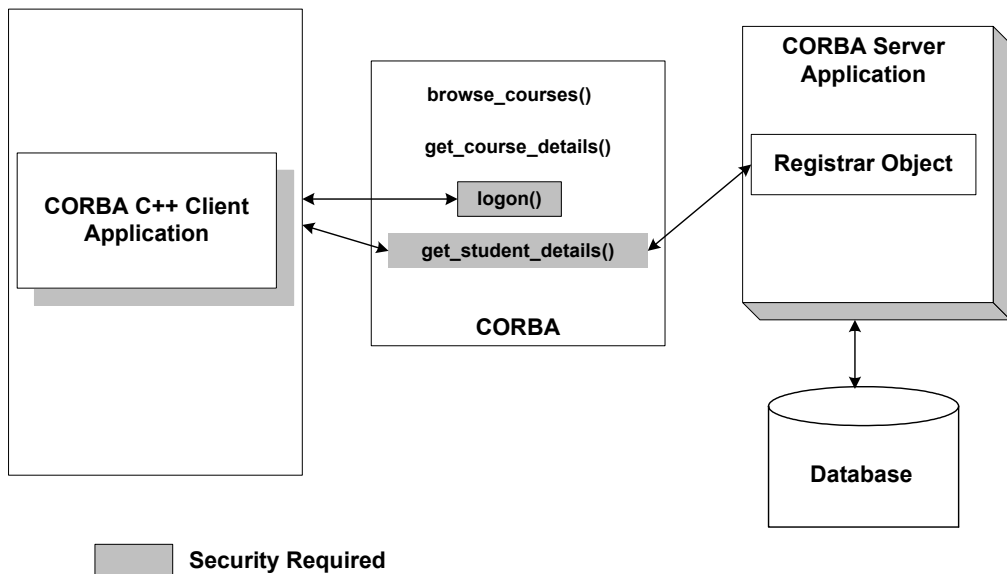 CORBA C++ Client
Application
browse_courses()
get_course_details()
logon()
get_student_details()
CORBA
CORBA Server
Application
Registrar Object
Database
Security Required